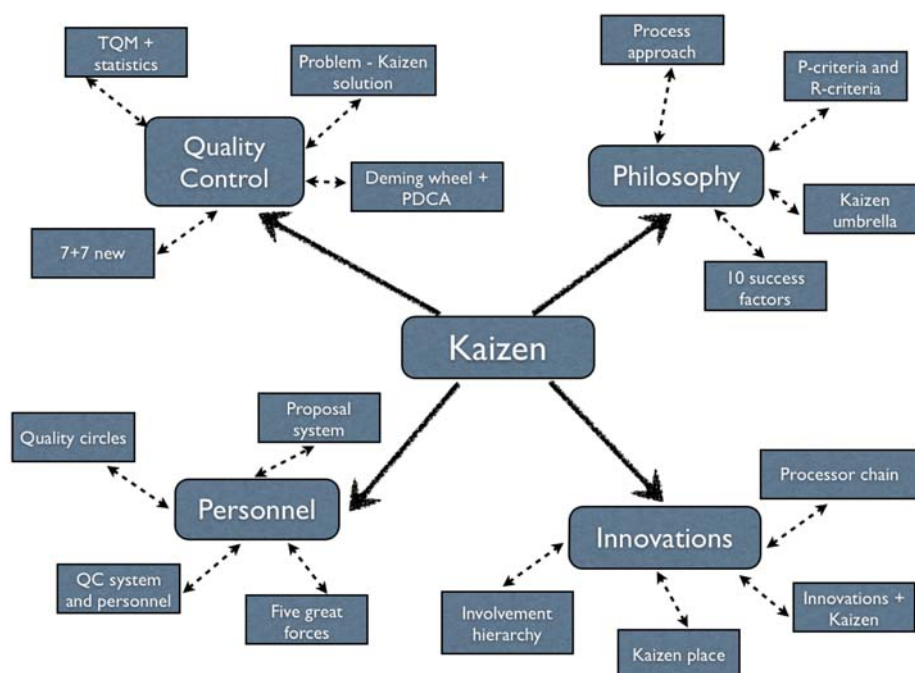 TQM +
statistics
Problem - Kaizen
solution
Quality
Control
Deming wheel +
PDCA
7+7 new
Process
approach
P-criteria and
R-criteria
Philosophy
Kaizen
umbrella
10 success
factors
Kaizen
Quality circles
Proposal
system
Personnel
QC system
and personnel
Five great
forces
Processor chain
Innovations
Involvement
hierarchy
Innovations +
Kaizen
Kaizen place